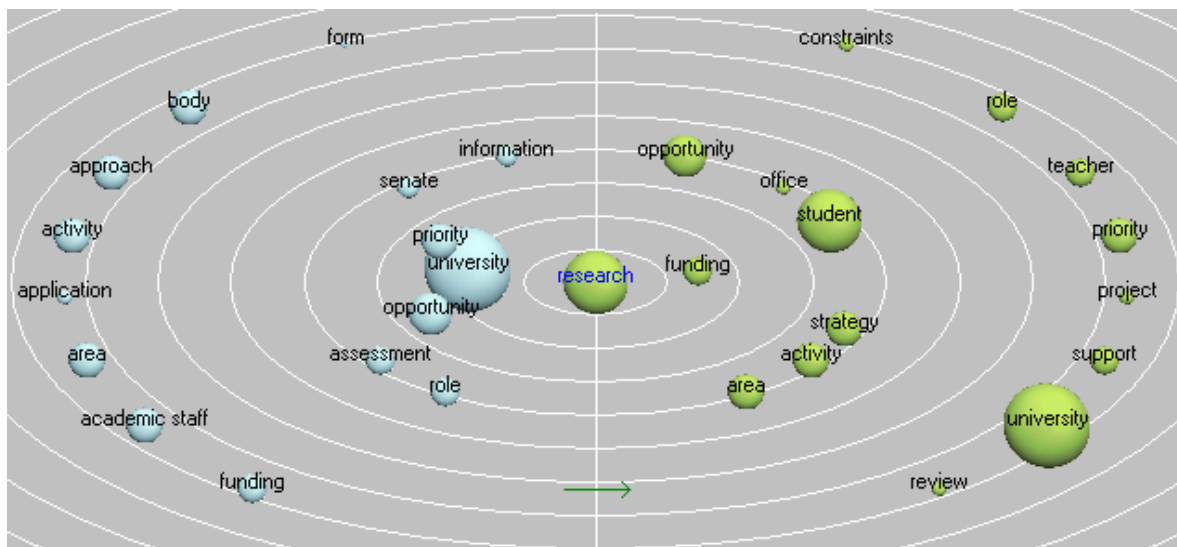 form
constraints
body
role
information
opportunity
approach
teacher
senate
office
student
activity
priority
priority
university
funding
research
application
opportunity
project
strategy
area
assessment
activity
support
role
area
academic staff
university
funding
review